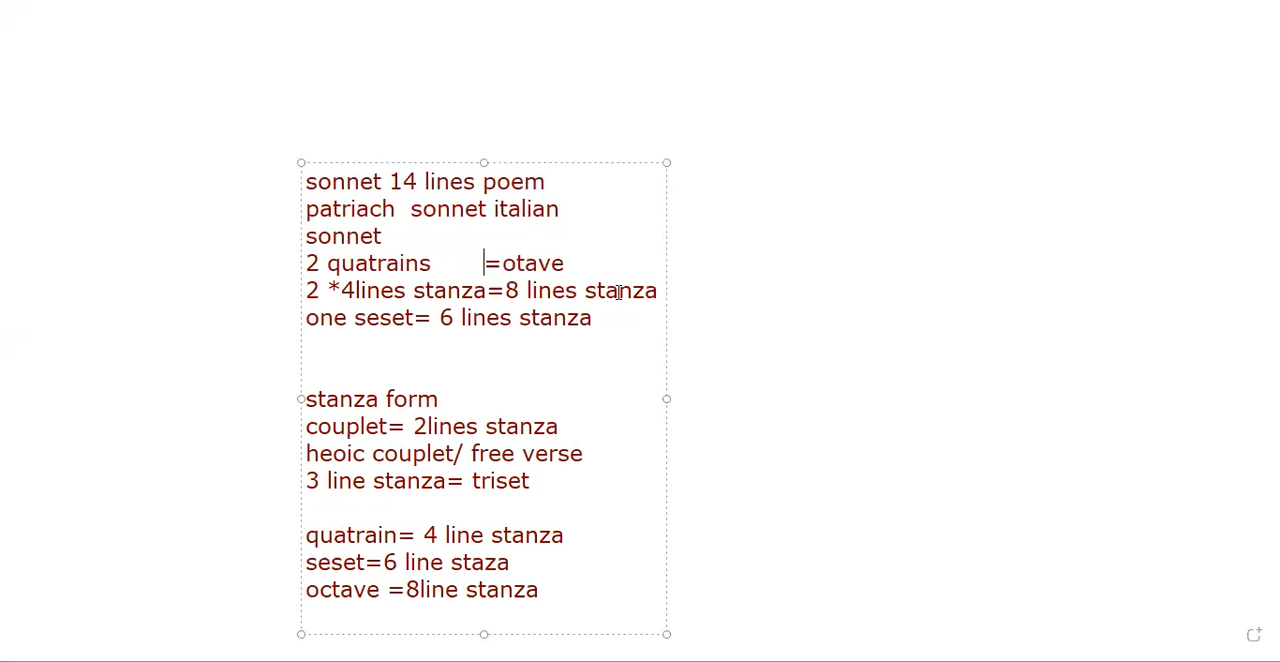 sonnet 14 lines poem
patriach sonnet italian
sonnet
2 quatrains =otave
2 *4lines stanza=8 lines stanza
one seset= 6 lines stanza
stanza form
couplet= 2lines stanza
heoic couplet/ free verse
3 line stanza= triset
quatrain= 4 line stanza
seset=6 line staza
octave =8line stanza